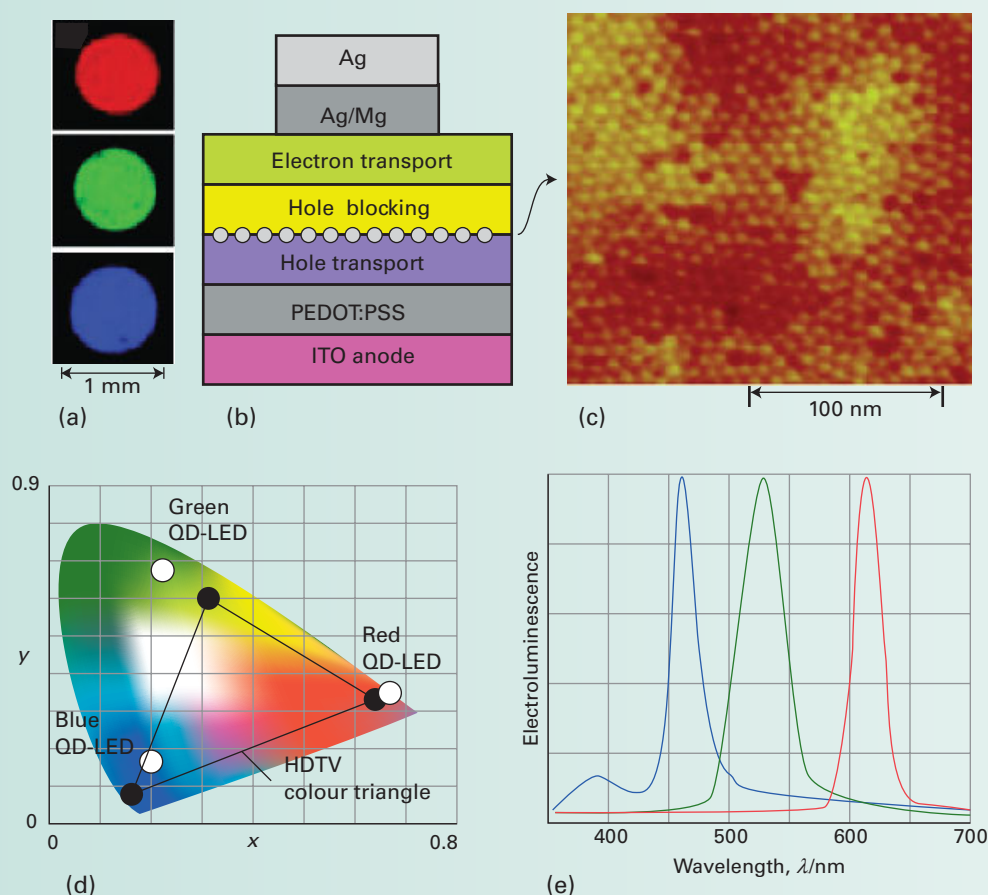 Ag
Ag/Mg
Electron transport
Hole blocking
Hole transport
PEDOT:PSS
ITO anode
1 mm
100 nm
(a)
(b)
(c)
0.9
y
0
x
0.8
Green
QD-LED
Red
QD-LED
Blue
QD-LED
HDTV
colour triangle
(d)
Electroluminescence
400
500
600
700
Wavelength, λ/nm
(e)